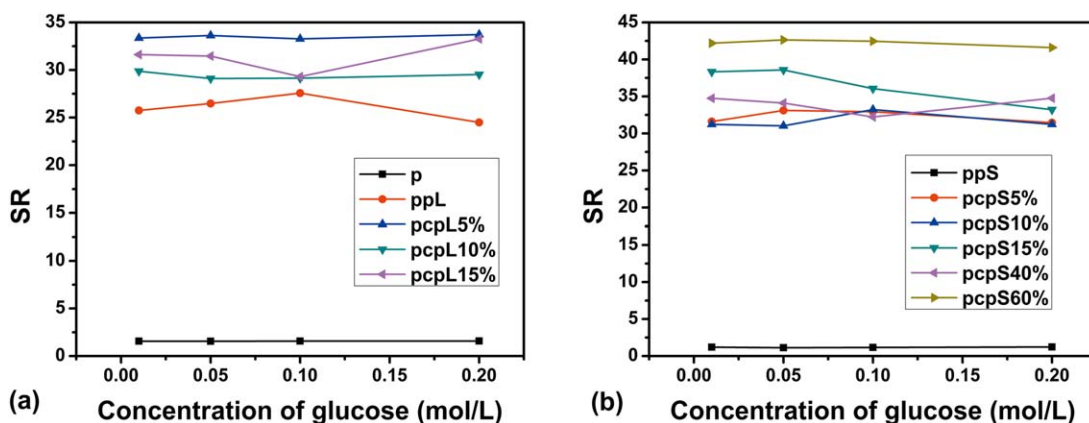 35
30
25
20
15
10
5
0
SR
p
ppL
pcpL5%
pcpL10%
pcpL15%
0.00 0.05 0.10 0.15 0.20
(a)
Concentration of glucose (mol/L)
45
40
35
30
25
20
15
10
5
0
SR
ppS
pcpS5%
pcpS10%
pcpS15%
pcpS40%
pcpS60%
0.00 0.05 0.10 0.15 0.20
(b)
Concentration of glucose (mol/L)